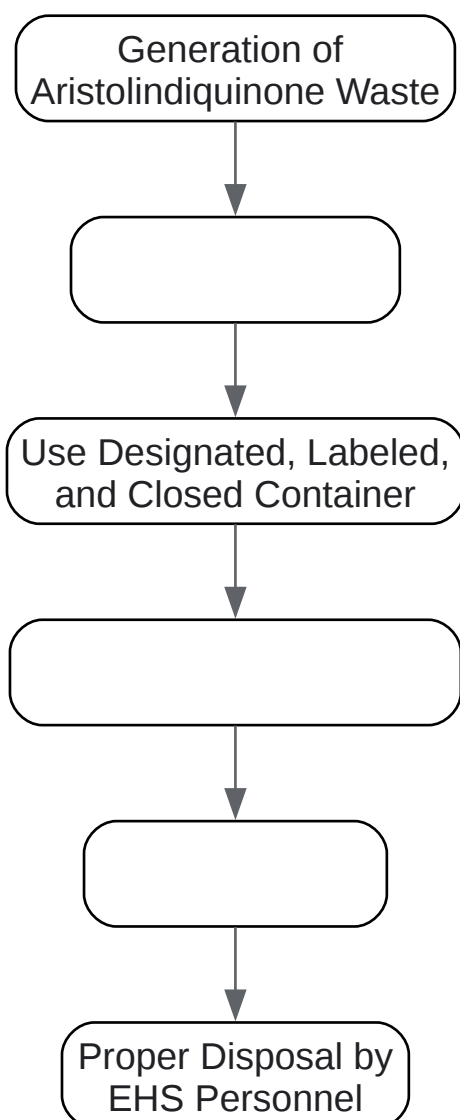 Generation of
Aristolindiquinone Waste
Use Designated, Labeled,
and Closed Container
Proper Disposal by
EHS Personnel